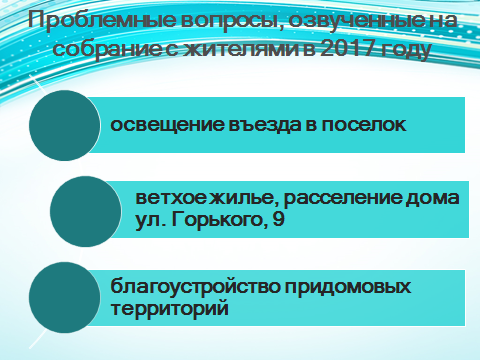 Проблемные вопросы, озвученные на
собрание с жителями в 2017 году
освещение въезда в поселок
ветхое жилье, расселение дома
ул. Горького, 9
благоустройство придомовых
территорий